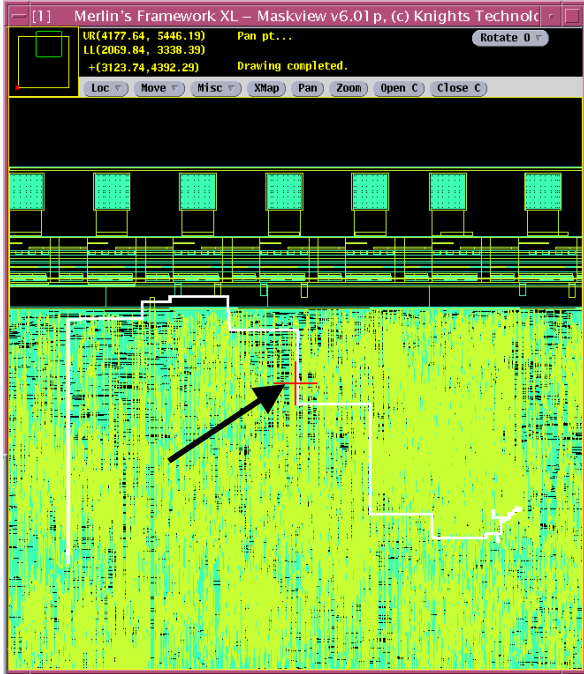 [1] Merlin's Framework XL – Maskview v6.01p, (c) Knights Technolo
UR(4177.64, 5446.19) Pan pt...
Rotate 0
LL(2069.84, 3338.39)
+(3123.74,4392.29) Drawing completed.
Loc Move Misc XMap Pan Zoom Open C Close C